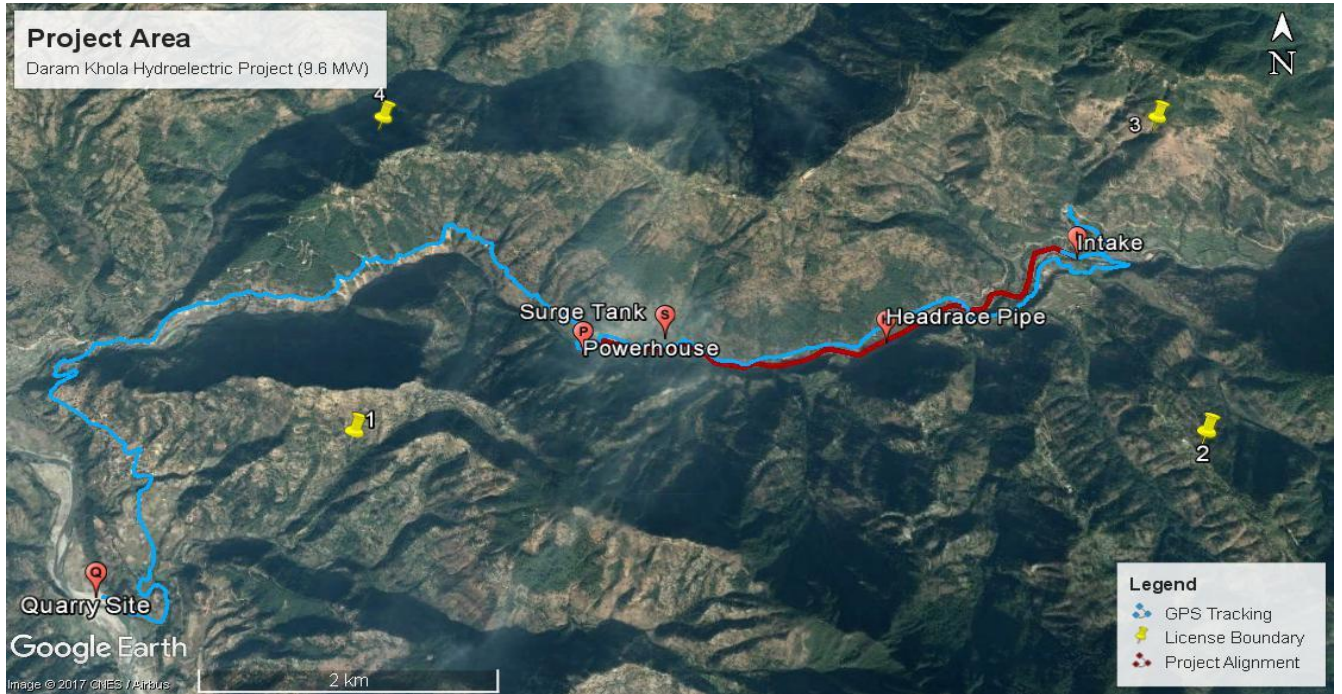 Project Area
Daram Khola Hydroelectric Project (9.6 MW)
N
4
3
Intake
Surge Tank
S
Headrace Pipe
P
Powerhouse
1
2
Q
Quarry Site
Legend
GPS Tracking
License Boundary
Project Alignment
Google Earth
2 km
Image © 2017 CNES / Airbus